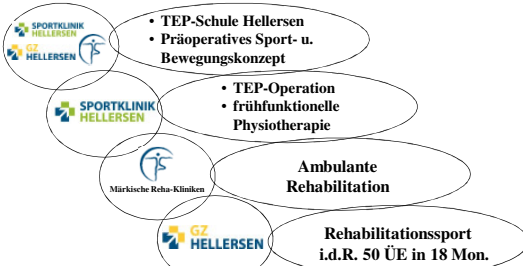 SPORTKLINIK
HELLERSEN
GZ
HELLERSEN
• TEP-Schule Hellersen
• Präoperatives Sport- u.
Bewegungskonzept
SPORTKLINIK
HELLERSEN
• TEP-Operation
• frühfunktionelle
Physiotherapie
Märkische Reha-Kliniken
Ambulante
Rehabilitation
GZ
HELLERSEN
Rehabilitationssport
i.d.R. 50 ÜE in 18 Mon.